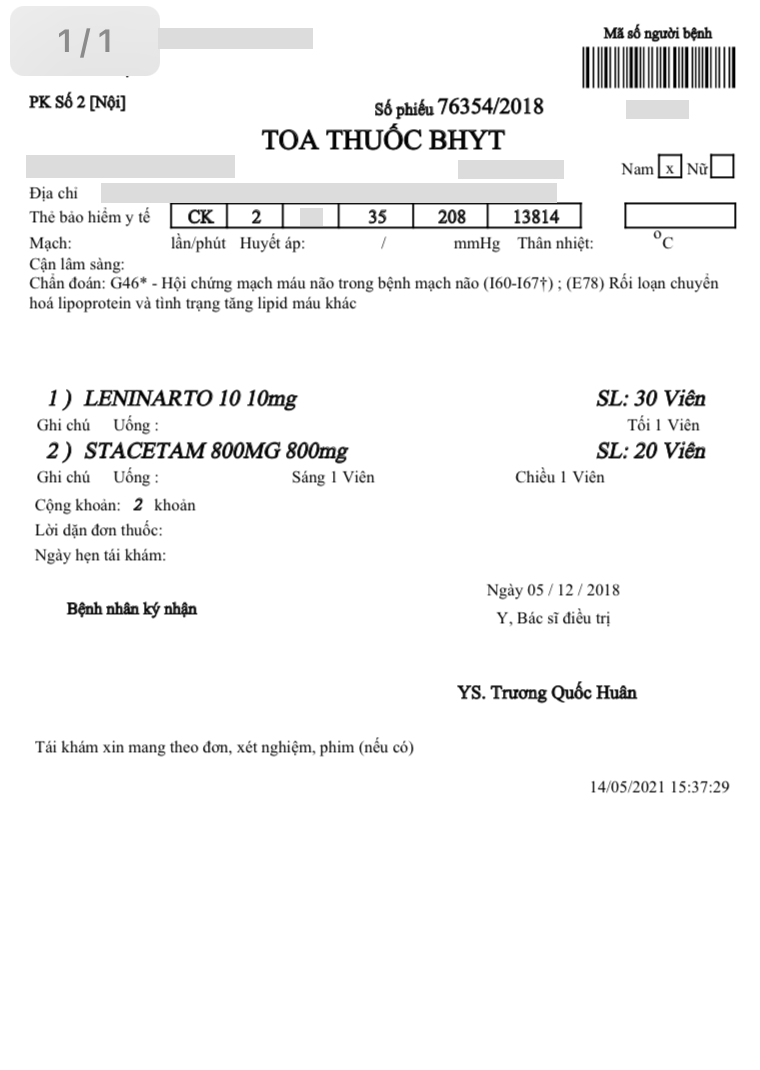 1/1
Mã số người bệnh
PK Số 2 [Nội]
Số phiếu 76354/2018
TOA THUỐC BHYT
Nam x Nữ
Địa chỉ
Thẻ bảo hiểm y tế CK 2 35 208 13814
Mạch: lần/phút Huyết áp: / mmHg Thân nhiệt: °C
Cận lâm sàng:
Chẩn đoán: G46* - Hội chứng mạch máu não trong bệnh mạch não (I60-I67†) ; (E78) Rối loạn chuyển
hoá lipoprotein và tình trạng tăng lipid máu khác
1 ) LENINARTO 10 10mg SL: 30 Viên
Ghi chú Uống : Tối 1 Viên
2 ) STACETAM 800MG 800mg SL: 20 Viên
Ghi chú Uống : Sáng 1 Viên Chiều 1 Viên
Cộng khoản: 2 khoản
Lời dặn đơn thuốc:
Ngày hẹn tái khám:
Ngày 05 / 12 / 2018
Bệnh nhân ký nhận
Y, Bác sĩ điều trị
YS. Trương Quốc Huân
Tái khám xin mang theo đơn, xét nghiệm, phim (nếu có)
14/05/2021 15:37:29